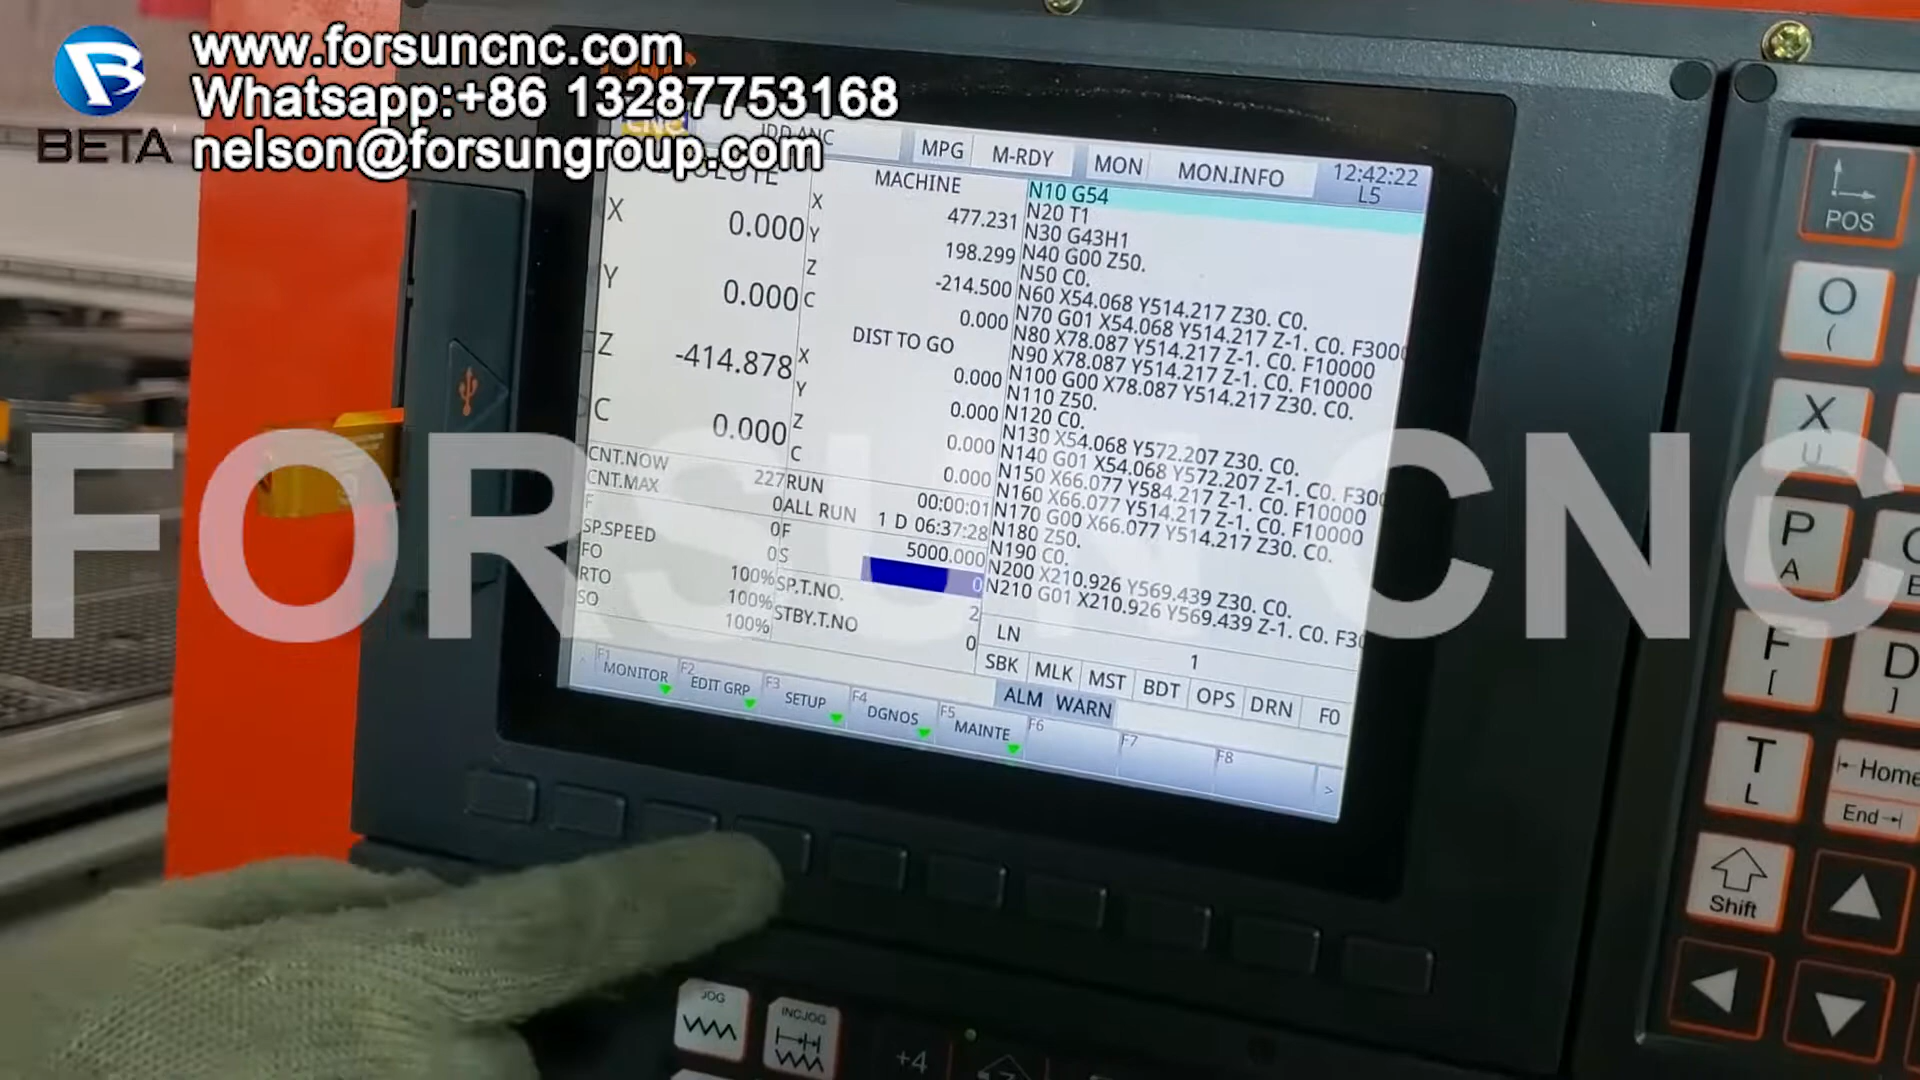 www.forsuncnc.com
Whatsapp:+86 13287753168
nelson@forsungroup.com
BETA
MPG M-RDY MON MON.INFO 12:42:22
L5
MACHINE
X 0.000
Y 0.000
Z -414.878
C 0.000
X 477.231
Y 198.299
Z -214.500
C 0.000
DIST TO GO
X 0.000
Y 0.000
Z 0.000
C 0.000
CNT.NOW 227
CNT.MAX 0
F 0
SP.SPEED 0
FO 100%
RTO 100%
SO 100%
RUN 00:00:01
ALL RUN 1 D 06:37:28
F 5000.000
S 0
SP.T.NO. 2
STBY.T.NO 0
N10 G54
N20 T1
N30 G43H1
N40 G00 Z50.
N50 C0.
N60 X54.068 Y514.217 Z30. C0.
N70 G01 X54.068 Y514.217 Z-1. C0. F3000
N80 X78.087 Y514.217 Z-1. C0. F10000
N90 X78.087 Y514.217 Z-1. C0. F10000
N100 G00 X78.087 Y514.217 Z30. C0.
N110 Z50.
N120 C0.
N130 X54.068 Y572.207 Z30. C0.
N140 G01 X54.068 Y572.207 Z-1. C0. F300
N150 X66.077 Y584.217 Z-1. C0. F10000
N160 X66.077 Y514.217 Z-1. C0. F10000
N170 G00 X66.077 Y514.217 Z30. C0.
N180 Z50.
N190 C0.
N200 X210.926 Y569.439 Z30. C0.
N210 G01 X210.926 Y569.439 Z-1. C0. F30
LN 1
SBK MLK MST BDT OPS DRN F0
ALM WARN
F1 MONITOR F2 EDIT GRP F3 SETUP F4 DGNOS F5 MAINTE F6 F7 F8 >
FORSUN CNC
POS
O (
X U
P A
F [
D ]
T L
Home
End
Shift
JOG
INCJOG
+4